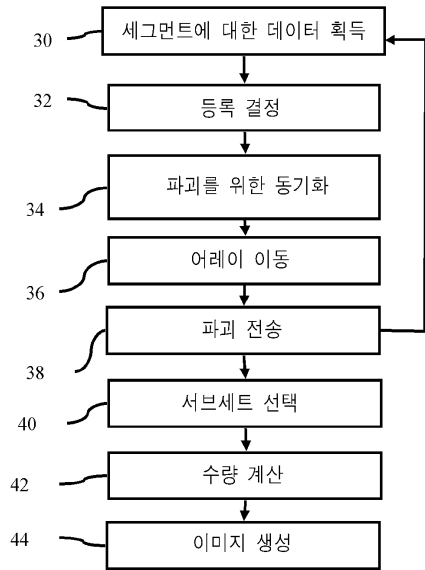 세그먼트에 대한 데이터 획득
30
32
등록 결정
파괴를 위한 동기화
34
어레이 이동
36
파괴 전송
38
서브세트 선택
40
수량 계산
42
이미지 생성
44